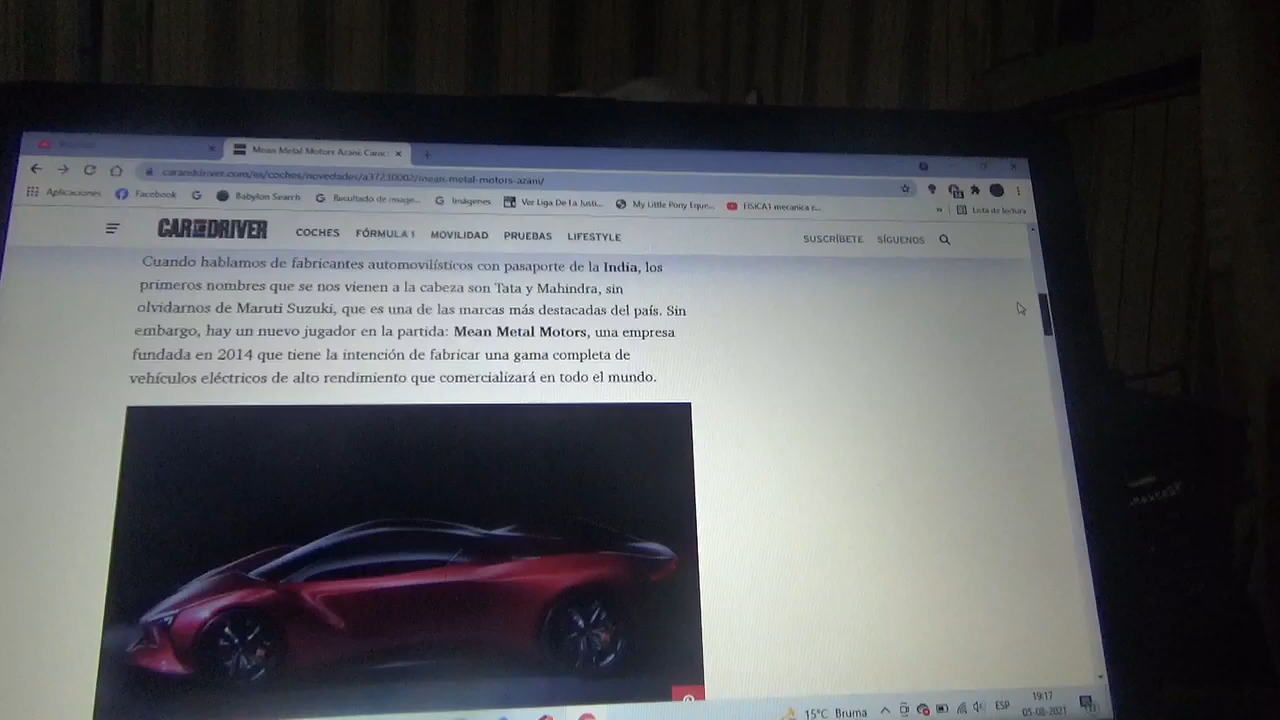 Mean Metal Motors Azani: Carac
carandriver.com/es/coches/novedades/a37230002/mean-metal-motors-azani/
Aplicaciones Facebook G Babylon Search Resultado de image... Imágenes Ver Liga De La Justi... My Little Pony Eque... FISICA1 mecanica c... » Lista de lectura
CAR AND DRIVER COCHES FÓRMULA 1 MOVILIDAD PRUEBAS LIFESTYLE SUSCRÍBETE SÍGUENOS
Cuando hablamos de fabricantes automovilísticos con pasaporte de la India, los
primeros nombres que se nos vienen a la cabeza son Tata y Mahindra, sin
olvidarnos de Maruti Suzuki, que es una de las marcas más destacadas del país. Sin
embargo, hay un nuevo jugador en la partida: Mean Metal Motors, una empresa
fundada en 2014 que tiene la intención de fabricar una gama completa de
vehículos eléctricos de alto rendimiento que comercializará en todo el mundo.
15°C Bruma ESP 19:17
05-08-2021